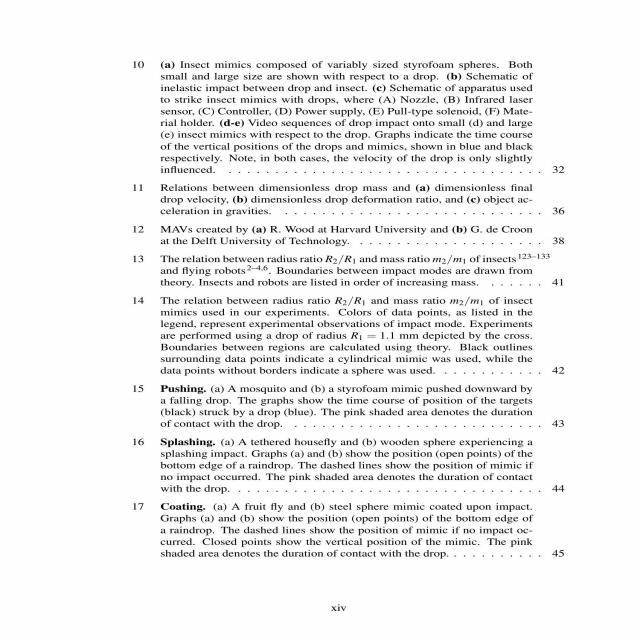 10 (a) Insect mimics composed of variably sized styrofoam spheres. Both
small and large size are shown with respect to a drop. (b) Schematic of
inelastic impact between drop and insect. (c) Schematic of apparatus used
to strike insect mimics with drops, where (A) Nozzle, (B) Infrared laser
sensor, (C) Controller, (D) Power supply, (E) Pull-type solenoid, (F) Mate-
rial holder. (d-e) Video sequences of drop impact onto small (d) and large
(e) insect mimics with respect to the drop. Graphs indicate the time course
of the vertical positions of the drops and mimics, shown in blue and black
respectively. Note, in both cases, the velocity of the drop is only slightly
influenced. . . . . . . . . . . . . . . . . . . . . . . . . . . . . . . . . . . 32
11 Relations between dimensionless drop mass and (a) dimensionless final
drop velocity, (b) dimensionless drop deformation ratio, and (c) object ac-
celeration in gravities. . . . . . . . . . . . . . . . . . . . . . . . . . . . . 36
12 MAVs created by (a) R. Wood at Harvard University and (b) G. de Croon
at the Delft University of Technology. . . . . . . . . . . . . . . . . . . . . 38
13 The relation between radius ratio R₂/R₁ and mass ratio m₂/m₁ of insects¹²³⁻¹³³
and flying robots²⁻⁴,⁶. Boundaries between impact modes are drawn from
theory. Insects and robots are listed in order of increasing mass. . . . . . . 41
14 The relation between radius ratio R₂/R₁ and mass ratio m₂/m₁ of insect
mimics used in our experiments. Colors of data points, as listed in the
legend, represent experimental observations of impact mode. Experiments
are performed using a drop of radius R₁ = 1.1 mm depicted by the cross.
Boundaries between regions are calculated using theory. Black outlines
surrounding data points indicate a cylindrical mimic was used, while the
data points without borders indicate a sphere was used. . . . . . . . . . . . 42
15 Pushing. (a) A mosquito and (b) a styrofoam mimic pushed downward by
a falling drop. The graphs show the time course of position of the targets
(black) struck by a drop (blue). The pink shaded area denotes the duration
of contact with the drop. . . . . . . . . . . . . . . . . . . . . . . . . . . . 43
16 Splashing. (a) A tethered housefly and (b) wooden sphere experiencing a
splashing impact. Graphs (a) and (b) show the position (open points) of the
bottom edge of a raindrop. The dashed lines show the position of mimic if
no impact occurred. The pink shaded area denotes the duration of contact
with the drop. . . . . . . . . . . . . . . . . . . . . . . . . . . . . . . . . . 44
17 Coating. (a) A fruit fly and (b) steel sphere mimic coated upon impact.
Graphs (a) and (b) show the position (open points) of the bottom edge of
a raindrop. The dashed lines show the position of mimic if no impact oc-
curred. Closed points show the vertical position of the mimic. The pink
shaded area denotes the duration of contact with the drop. . . . . . . . . . . 45
xiv